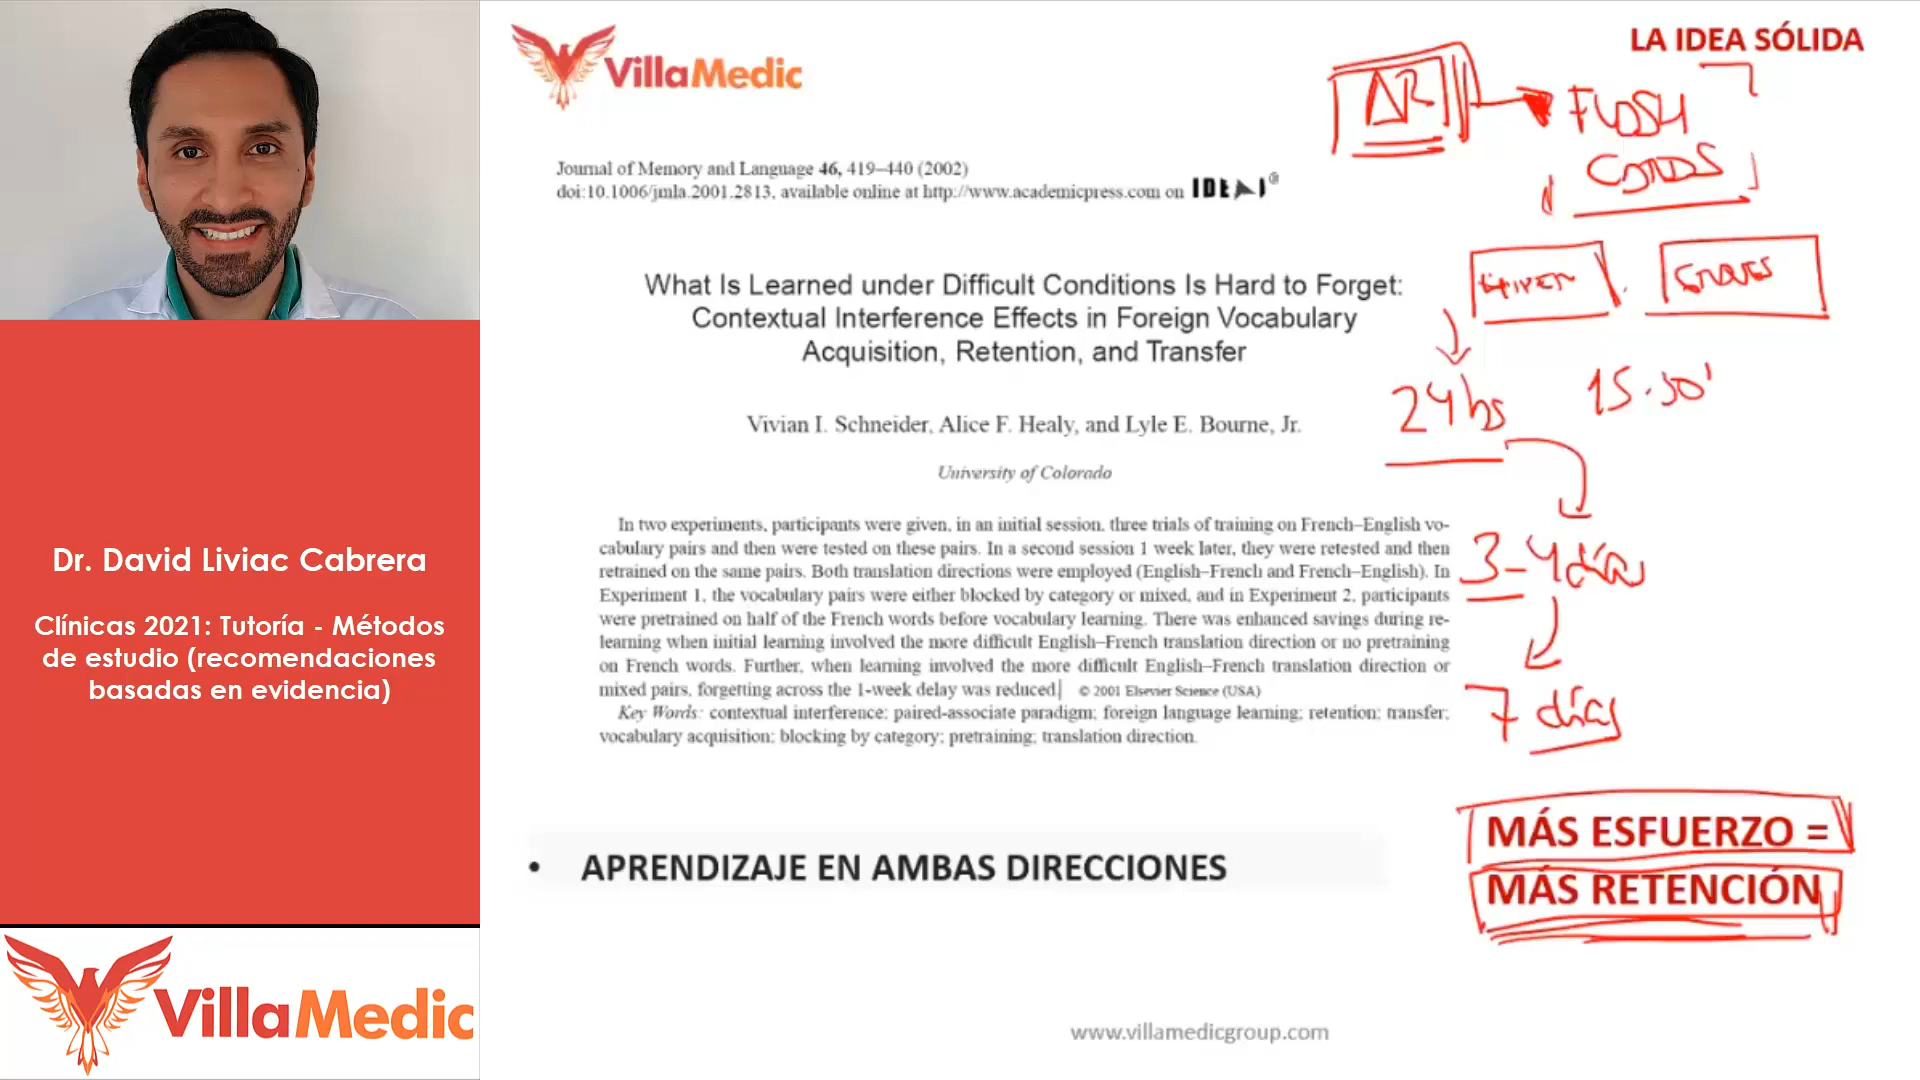 Dr. David Liviac Cabrera
Clínicas 2021: Tutoría - Métodos
de estudio (recomendaciones
basadas en evidencia)
VillaMedic
VillaMedic
LA IDEA SÓLIDA
Journal of Memory and Language 46, 419–440 (2002)
doi:10.1006/jmla.2001.2813, available online at http://www.academicpress.com on IDEAL®
What Is Learned under Difficult Conditions Is Hard to Forget:
Contextual Interference Effects in Foreign Vocabulary
Acquisition, Retention, and Transfer
Vivian I. Schneider, Alice F. Healy, and Lyle E. Bourne, Jr.
University of Colorado
In two experiments, participants were given, in an initial session, three trials of training on French–English vo-
cabulary pairs and then were tested on these pairs. In a second session 1 week later, they were retested and then
retrained on the same pairs. Both translation directions were employed (English–French and French–English). In
Experiment 1, the vocabulary pairs were either blocked by category or mixed, and in Experiment 2, participants
were pretrained on half of the French words before vocabulary learning. There was enhanced savings during re-
learning when initial learning involved the more difficult English–French translation direction or no pretraining
on French words. Further, when learning involved the more difficult English–French translation direction or
mixed pairs, forgetting across the 1-week delay was reduced. © 2001 Elsevier Science (USA)
Key Words: contextual interference; paired-associate paradigm; foreign language learning; retention; transfer;
vocabulary acquisition; blocking by category; pretraining; translation direction.
AR
FLASH
CARDS
24hs
3-4 días
7 días
MÁS ESFUERZO =
MÁS RETENCIÓN
• APRENDIZAJE EN AMBAS DIRECCIONES
www.villamedicgroup.com